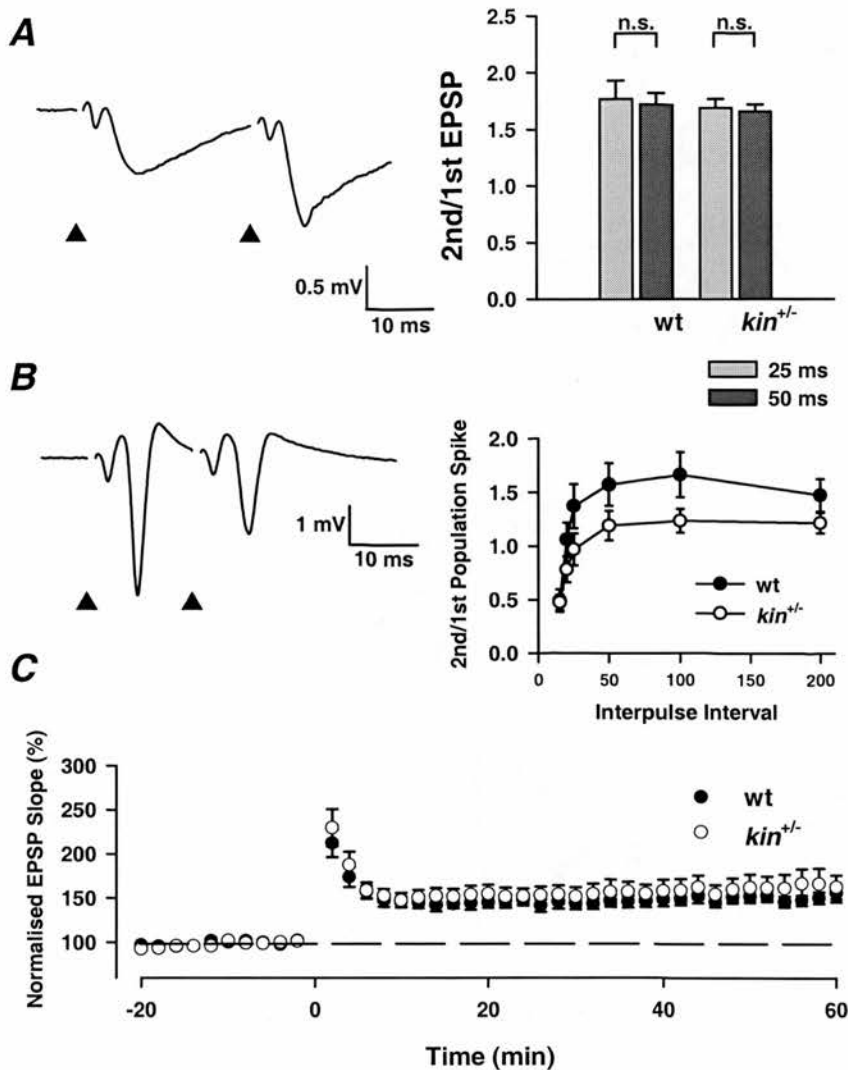 A
n.s.
n.s.
2nd/1st EPSP
2.5
2.0
1.5
1.0
0.5
0.0
wt
kin+/-
0.5 mV
10 ms
25 ms
50 ms
B
1 mV
10 ms
2nd/1st Population Spike
2.0
1.5
1.0
0.5
0.0
wt
kin+/-
0
50
100
150
200
Interpulse Interval
C
Normalised EPSP Slope (%)
300
250
200
150
100
wt
kin+/-
-20
0
20
40
60
Time (min)